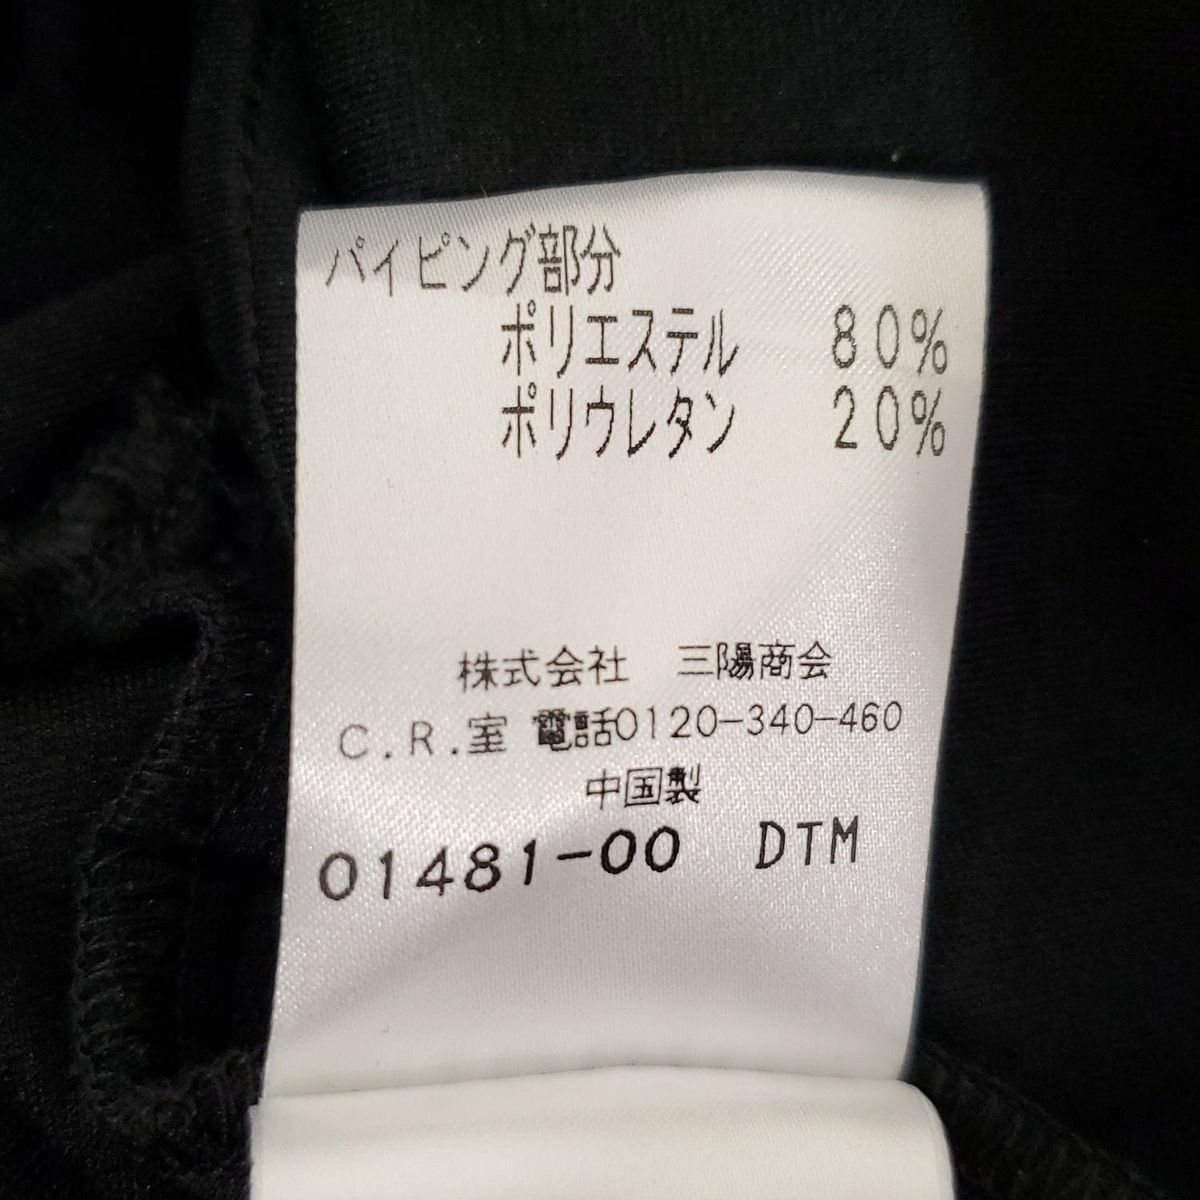 パイピング部分
ポリエステル 80%
ポリウレタン 20%
株式会社 三陽商会
C.R.室 電話0120-340-460
中国製
01481-00 DTM